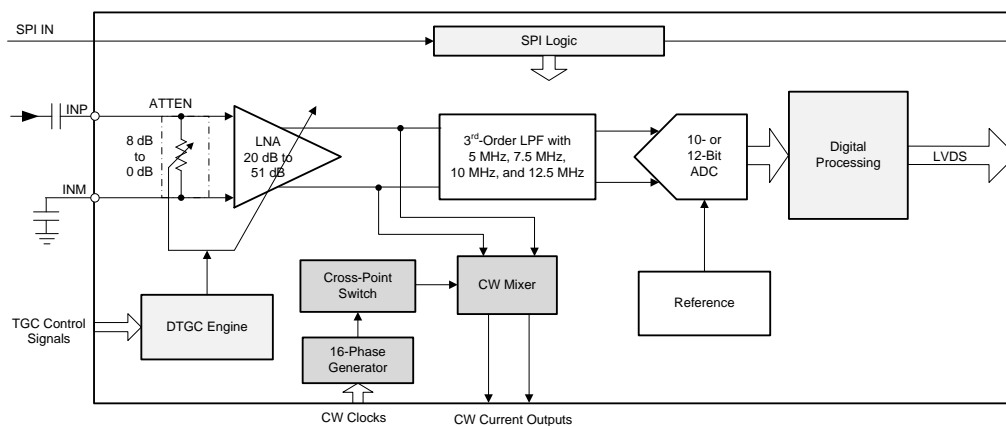 SPI IN
SPI Logic
INP
ATTEN
8 dB
to
0 dB
LNA
20 dB to
51 dB
3rd-Order LPF with
5 MHz, 7.5 MHz,
10 MHz, and 12.5 MHz
10- or
12-Bit
ADC
Digital
Processing
LVDS
INM
Cross-Point
Switch
CW Mixer
Reference
TGC Control
Signals
DTGC Engine
16-Phase
Generator
CW Clocks
CW Current Outputs